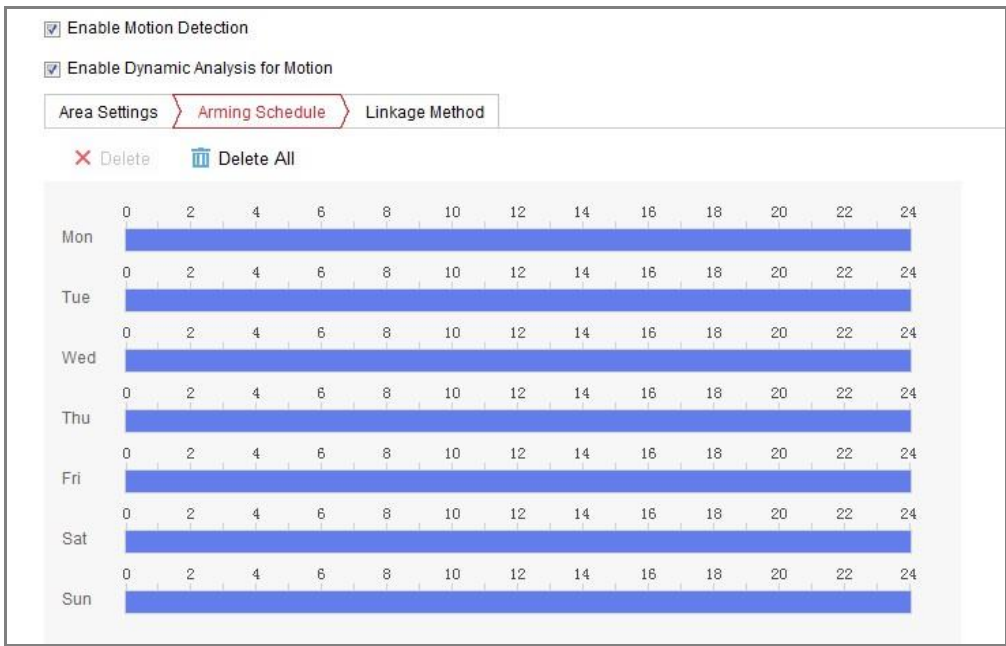 Enable Motion Detection
Enable Dynamic Analysis for Motion
Area Settings Arming Schedule Linkage Method
Delete Delete All
0 2 4 6 8 10 12 14 16 18 20 22 24
Mon
0 2 4 6 8 10 12 14 16 18 20 22 24
Tue
0 2 4 6 8 10 12 14 16 18 20 22 24
Wed
0 2 4 6 8 10 12 14 16 18 20 22 24
Thu
0 2 4 6 8 10 12 14 16 18 20 22 24
Fri
0 2 4 6 8 10 12 14 16 18 20 22 24
Sat
0 2 4 6 8 10 12 14 16 18 20 22 24
Sun